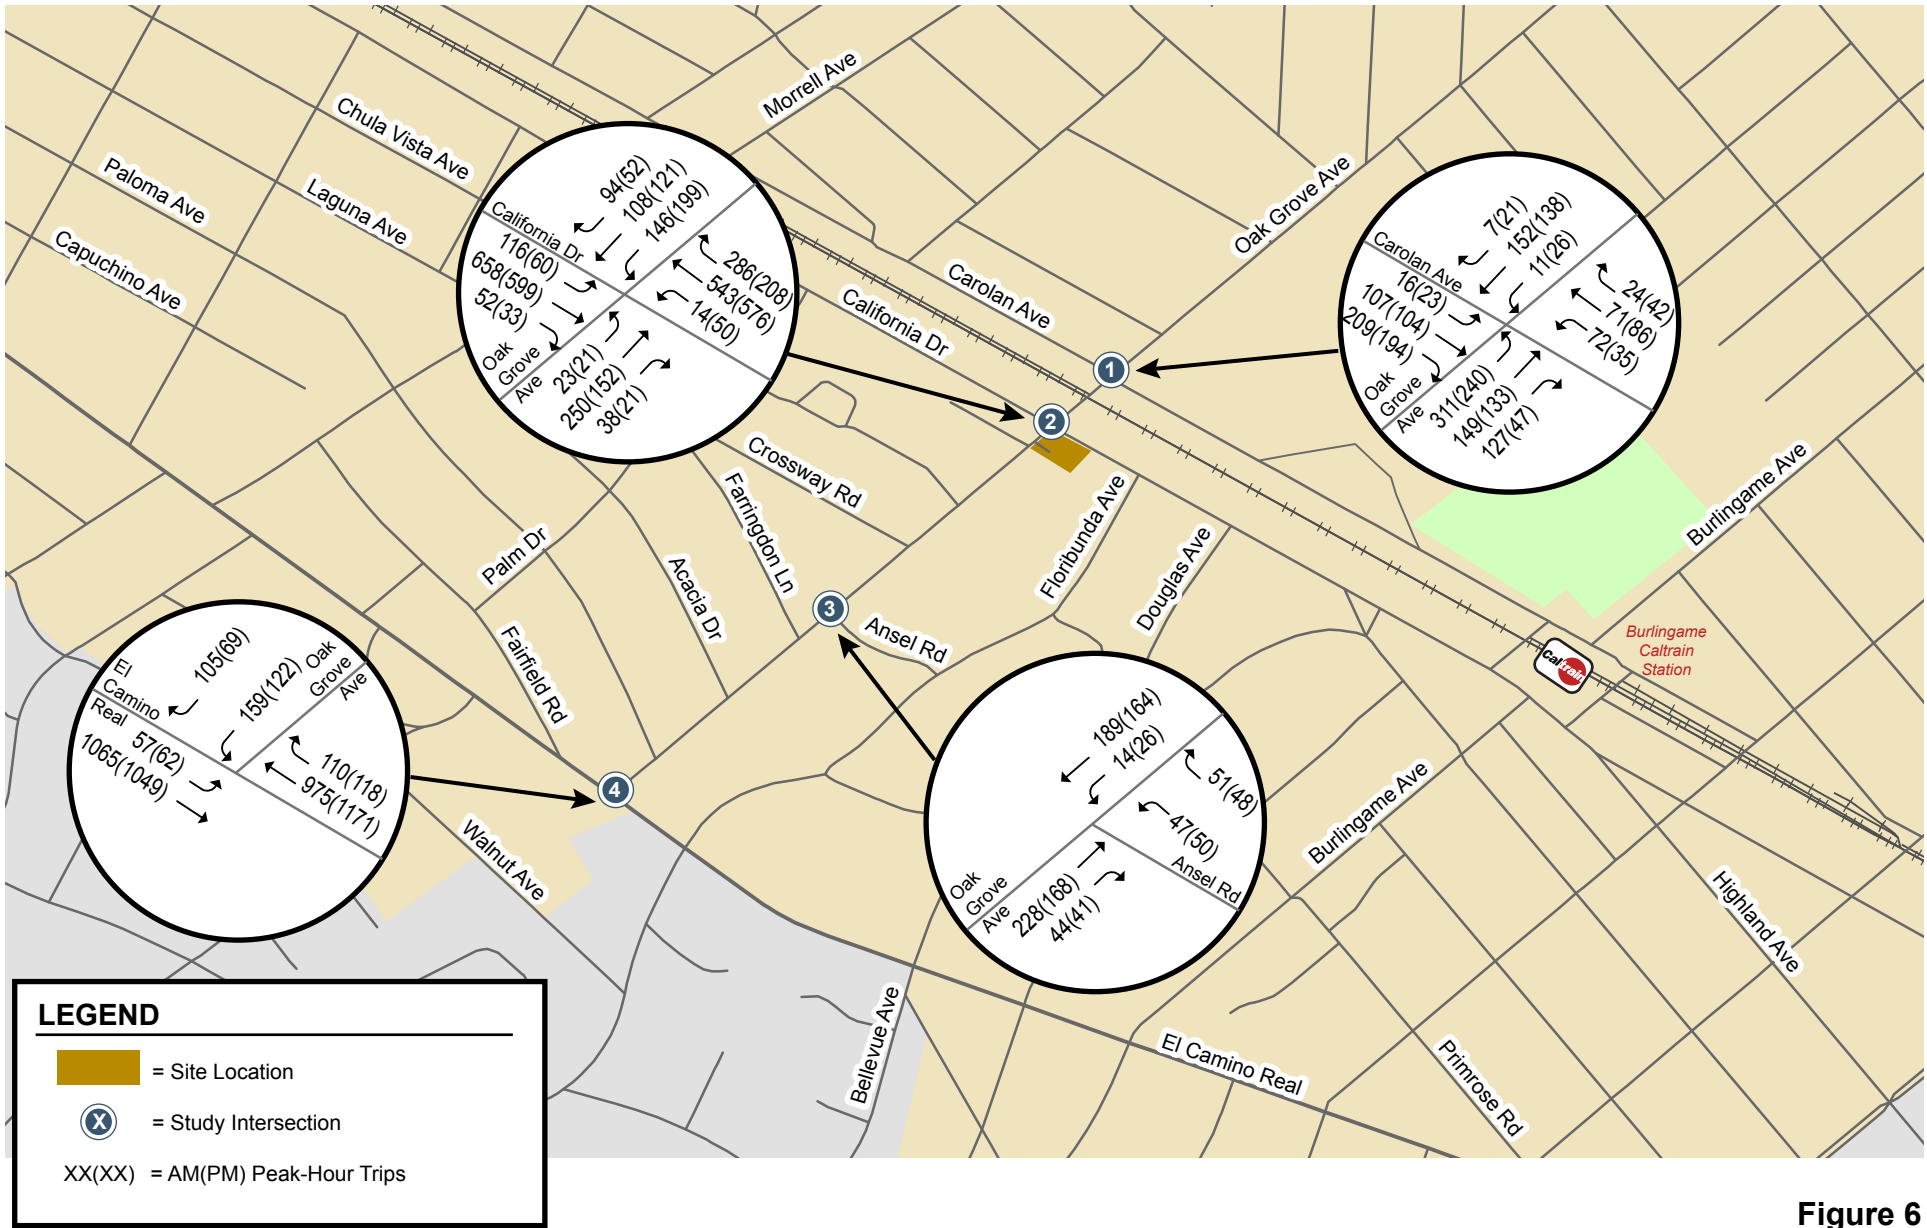 Morrell Ave
Chula Vista Ave
Paloma Ave
Laguna Ave
Capuchino Ave
Oak Grove Ave
Carolan Ave
California Dr
94(52)
108(121)
146(199)
California Dr
116(60)
658(599)
52(33)
286(208)
543(576)
14(50)
Oak
Grove
Ave
23(21)
250(152)
38(21)
7(21)
152(138)
11(26)
Carolan Ave
16(23)
107(104)
209(194)
24(42)
71(86)
72(35)
Oak
Grove
Ave
311(240)
149(133)
127(47)
1
2
3
4
Crossway Rd
Farringdon Ln
Floribunda Ave
Douglas Ave
Burlingame Ave
Palm Dr
Acacia Dr
Ansel Rd
Fairfield Rd
Burlingame
Caltrain
Station
Caltrain
105(69)
159(122)
Oak
Grove
Ave
El
Camino
Real
57(62)
1065(1049)
110(118)
975(1171)
189(164)
14(26)
51(48)
47(50)
Ansel Rd
Oak
Grove
Ave
228(168)
44(41)
Walnut Ave
Burlingame Ave
Highland Ave
Bellevue Ave
El Camino Real
Primrose Rd
LEGEND
= Site Location
X = Study Intersection
XX(XX) = AM(PM) Peak-Hour Trips
Figure 6